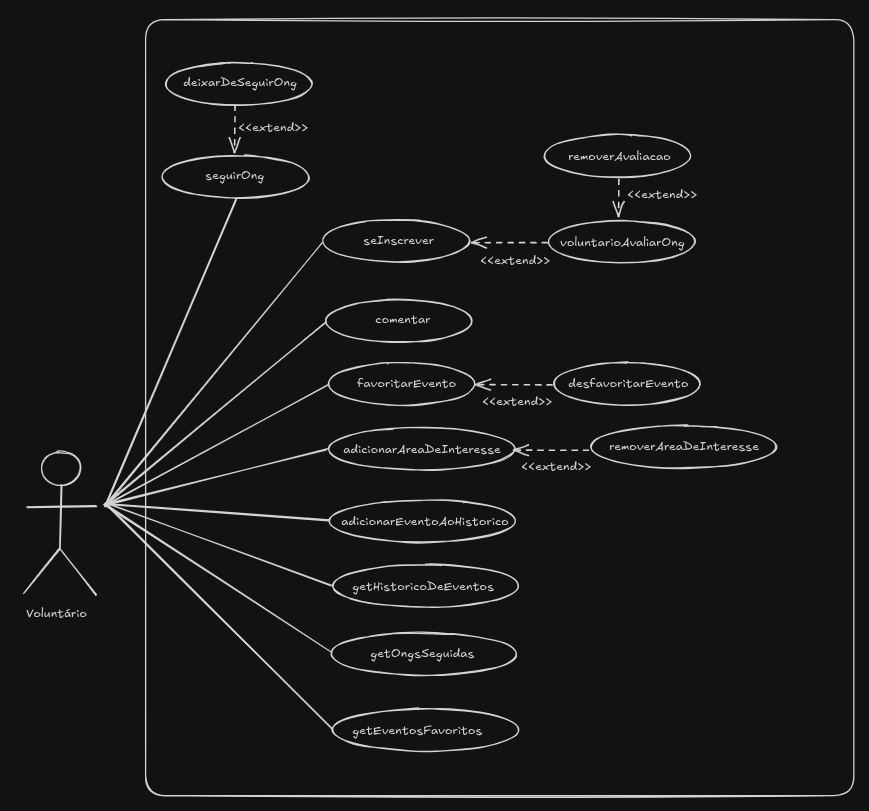 deixarDeSeguirOng
<<extend>>
seguirOng
removerAvaliacao
<<extend>>
seInscrever
voluntarioAvaliarOng
<<extend>>
comentar
favoritarEvento
desfavoritarEvento
<<extend>>
adicionarAreaDeInteresse
removerAreaDeInteresse
<<extend>>
adicionarEventoAoHistorico
getHistoricoDeEventos
Voluntário
getOngsSeguidas
getEventosFavoritos